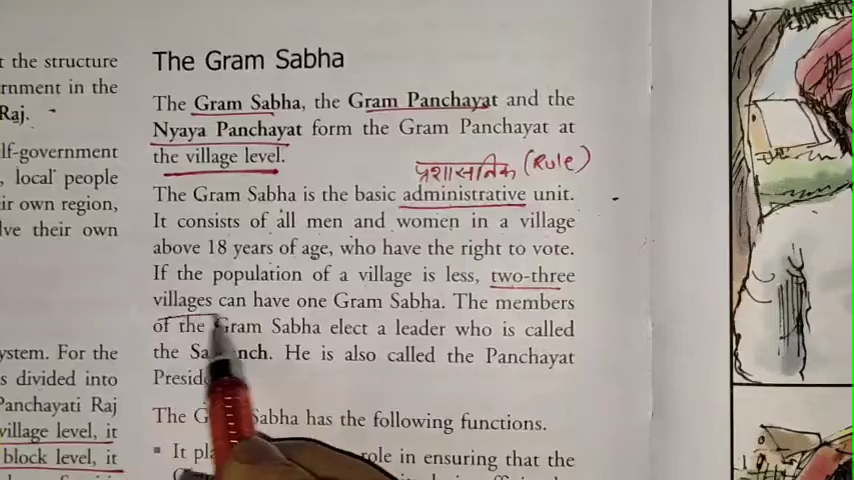 t the structure
rnment in the
Raj.
lf-government
, local people
eir own region,
lve their own
ystem. For the
s divided into
Panchayati Raj
village level, it
block level, it
The Gram Sabha
The Gram Sabha, the Gram Panchayat and the
Nyaya Panchayat form the Gram Panchayat at
the village level.
प्रशासनिक (Rule)
The Gram Sabha is the basic administrative unit.
It consists of all men and women in a village
above 18 years of age, who have the right to vote.
If the population of a village is less, two-three
villages can have one Gram Sabha. The members
of the Gram Sabha elect a leader who is called
the Sa nch. He is also called the Panchayat
Presid
The G Sabha has the following functions.
▪ It pla role in ensuring that the